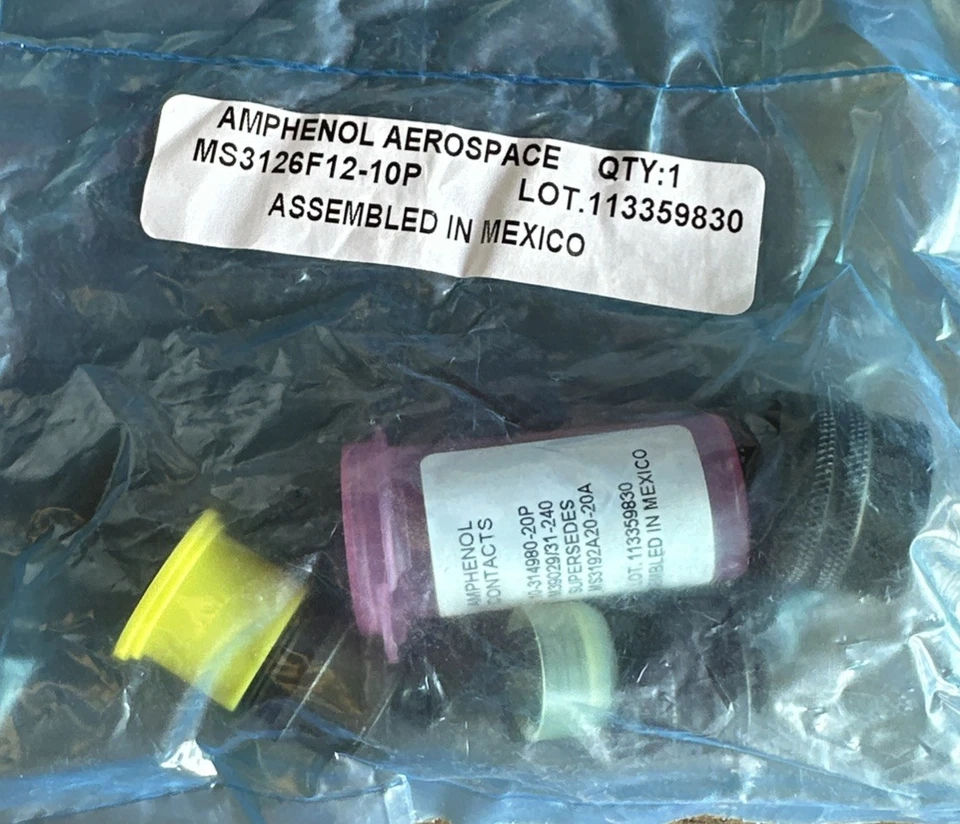 AMPHENOL AEROSPACE QTY:1
MS3126F12-10P LOT.113359830
ASSEMBLED IN MEXICO
AMPHENOL
CONTACTS
10-314980-20P
M39029/31-240
SUPERSEDES
MS3192A20-20A
LOT.113359830
IN MEXICO